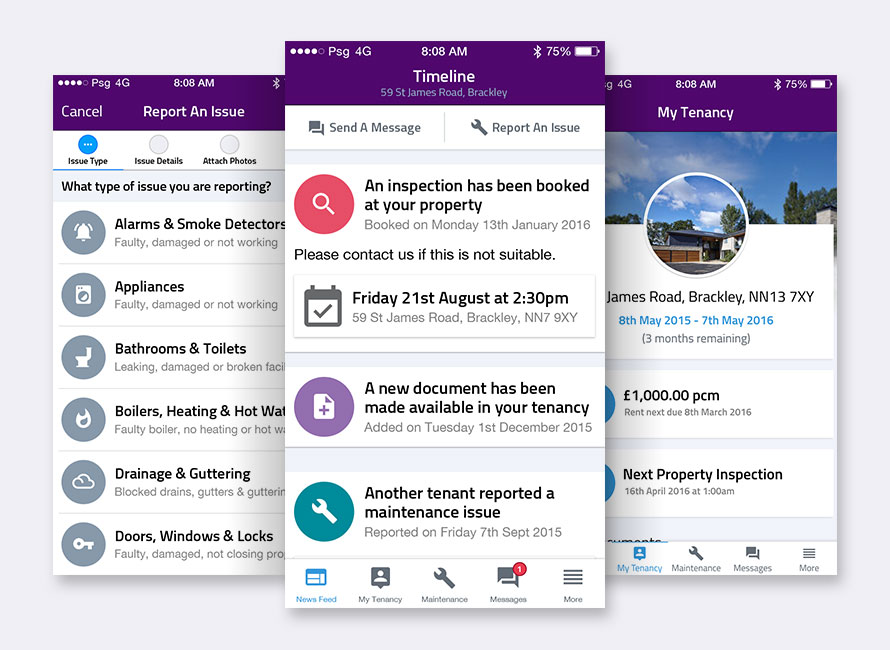 Psg 4G 8:08 AM
Cancel Report An Issue
Issue Type Issue Details Attach Photos
What type of issue you are reporting?
Alarms & Smoke Detectors
Faulty, damaged or not working
Appliances
Faulty, damaged or not working
Bathrooms & Toilets
Leaking, damaged or broken facil
Boilers, Heating & Hot Wat
Faulty boiler, no heating or hot wa
Drainage & Guttering
Blocked drains, gutters & guttering
Doors, Windows & Locks
Faulty, damaged, not closing prop
Psg 4G 8:08 AM 75%
Timeline
59 St James Road, Brackley
Send A Message Report An Issue
An inspection has been booked
at your property
Booked on Monday 13th January 2016
Please contact us if this is not suitable.
Friday 21st August at 2:30pm
59 St James Road, Brackley, NN7 9XY
A new document has been
made available in your tenancy
Added on Tuesday 1st December 2015
Another tenant reported a
maintenance issue
Reported on Friday 7th Sept 2015
1
News Feed My Tenancy Maintenance Messages More
sg 4G 8:08 AM 75%
My Tenancy
James Road, Brackley, NN13 7XY
8th May 2015 - 7th May 2016
(3 months remaining)
£1,000.00 pcm
Rent next due 8th March 2016
Next Property Inspection
16th April 2016 at 1:00am
My Tenancy Maintenance Messages More